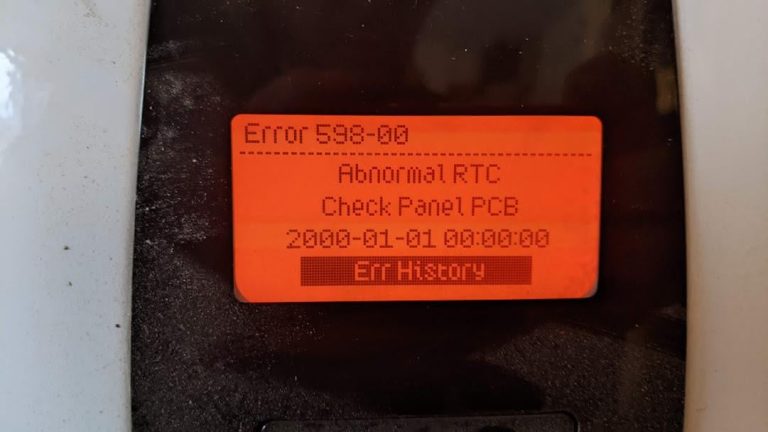 Error 598-00
Abnormal RTC
Check Panel PCB
2000-01-01 00:00:00
Err History